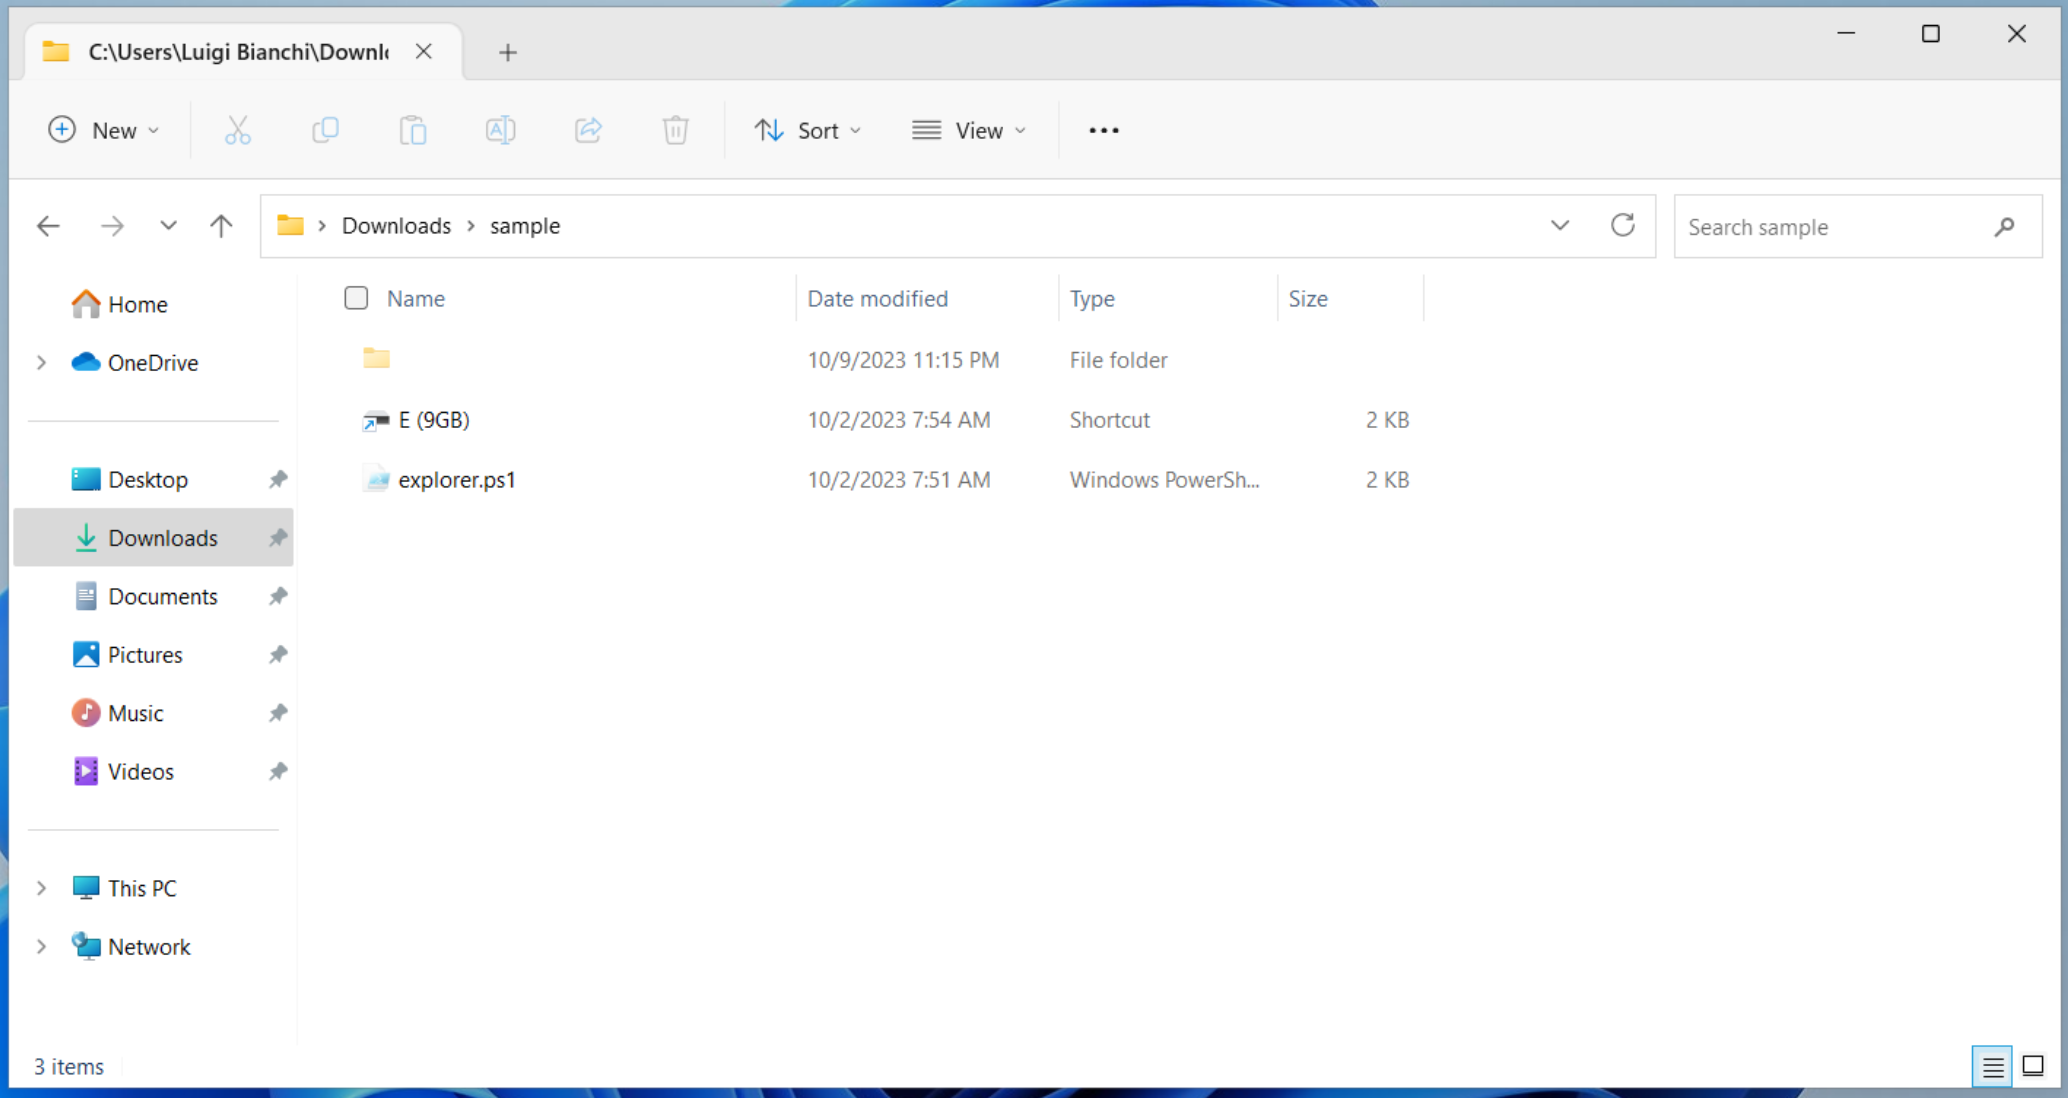 C:\Users\Luigi Bianchi\Downl
New
Sort
View
Downloads
sample
Search sample
Home
OneDrive
Desktop
Downloads
Documents
Pictures
Music
Videos
This PC
Network
Name Date modified Type Size
10/9/2023 11:15 PM File folder
E (9GB) 10/2/2023 7:54 AM Shortcut 2 KB
explorer.ps1 10/2/2023 7:51 AM Windows PowerSh... 2 KB
3 items